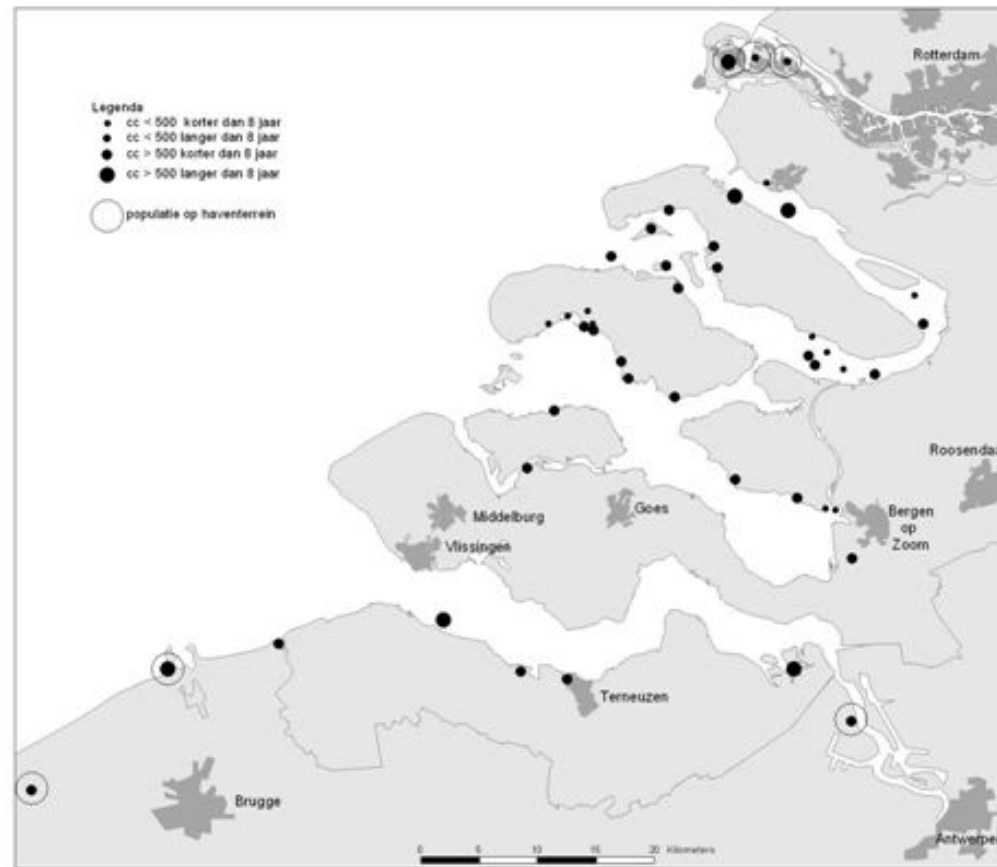 Rotterdam
Legenda
cc < 500 korter dan 8 jaar
cc < 500 langer dan 8 jaar
cc > 500 korter dan 8 jaar
cc > 500 langer dan 8 jaar
populatie op haventerrein
Roosendaa
Middelburg
Goes
Bergen
op
Zoom
Vlissingen
Terneuzen
Brugge
Antwerpen
0 5 10 15 20 Kilometers